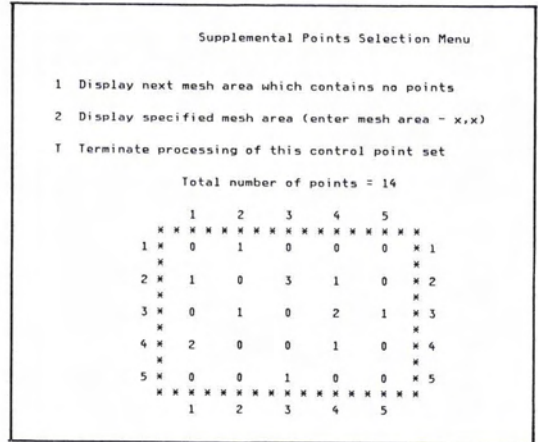 Supplemental Points Selection Menu
1 Display next mesh area which contains no points
2 Display specified mesh area (enter mesh area - x,x)
T Terminate processing of this control point set
Total number of points = 14
1 2 3 4 5
* * * * * * * * * * * * * * * * *
1 * 0 1 0 0 0 * 1
* *
2 * 1 0 3 1 0 * 2
* *
3 * 0 1 0 2 1 * 3
* *
4 * 2 0 0 1 0 * 4
* *
5 * 0 0 1 0 0 * 5
* * * * * * * * * * * * * * * * *
1 2 3 4 5